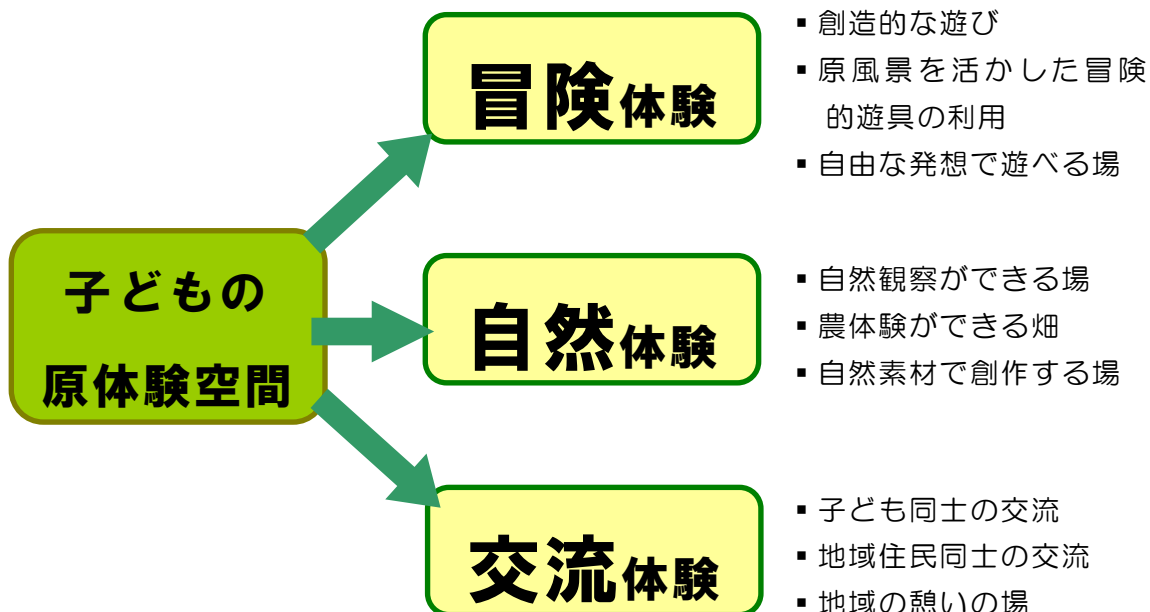 子どもの
原体験空間
冒険体験
▪ 創造的な遊び
▪ 原風景を活かした冒険
的遊具の利用
▪ 自由な発想で遊べる場
自然体験
▪ 自然観察ができる場
▪ 農体験ができる畑
▪ 自然素材で創作する場
交流体験
▪ 子ども同士の交流
▪ 地域住民同士の交流
▪ 地域の憩いの場